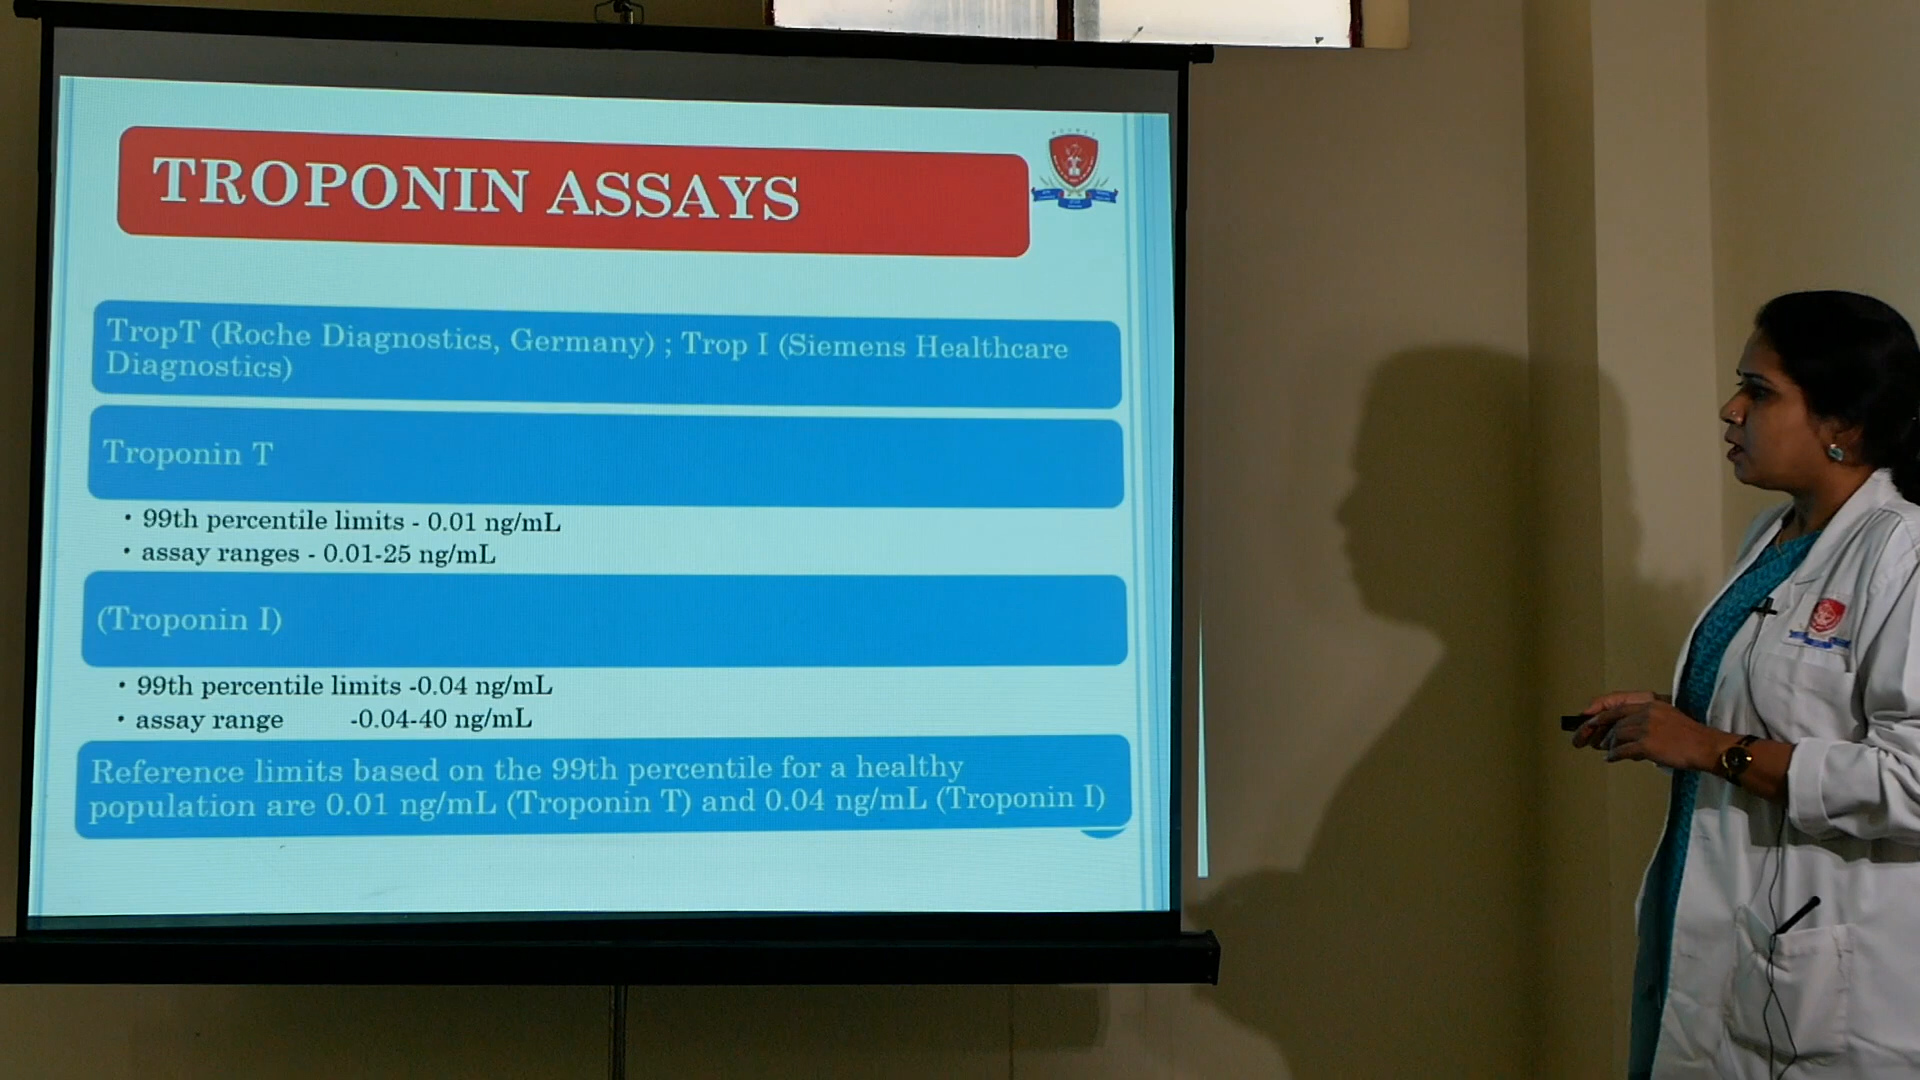 TROPONIN ASSAYS
TropT (Roche Diagnostics, Germany) ; Trop I (Siemens Healthcare
Diagnostics)
Troponin T
• 99th percentile limits - 0.01 ng/mL
• assay ranges - 0.01-25 ng/mL
(Troponin I)
• 99th percentile limits -0.04 ng/mL
• assay range -0.04-40 ng/mL
Reference limits based on the 99th percentile for a healthy
population are 0.01 ng/mL (Troponin T) and 0.04 ng/mL (Troponin I)